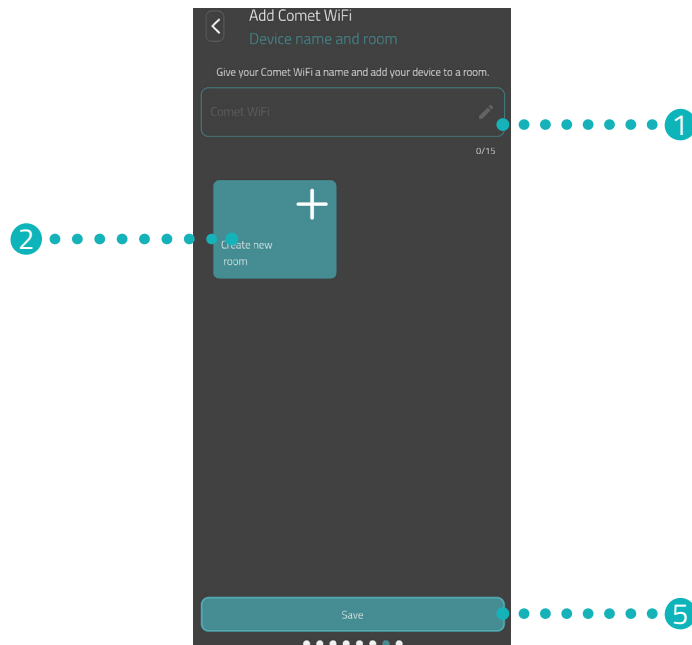 Add Comet WiFi
Device name and room
Give your Comet WiFi a name and add your device to a room.
Comet WiFi
1
0/15
2
Create new
room
Save
5